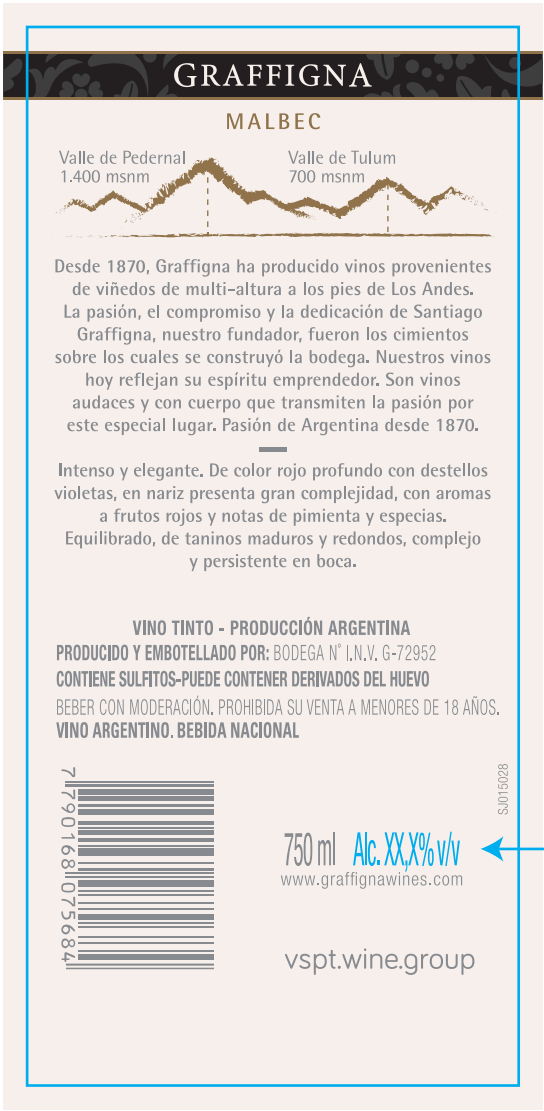 GRAFFIGNA
MALBEC
Valle de Pedernal
1.400 msnm
Valle de Tulum
700 msnm
Desde 1870, Graffigna ha producido vinos provenientes
de viñedos de multi-altura a los pies de Los Andes.
La pasión, el compromiso y la dedicación de Santiago
Graffigna, nuestro fundador, fueron los cimientos
sobre los cuales se construyó la bodega. Nuestros vinos
hoy reflejan su espíritu emprendedor. Son vinos
audaces y con cuerpo que transmiten la pasión por
este especial lugar. Pasión de Argentina desde 1870.
Intenso y elegante. De color rojo profundo con destellos
violetas, en nariz presenta gran complejidad, con aromas
a frutos rojos y notas de pimienta y especias.
Equilibrado, de taninos maduros y redondos, complejo
y persistente en boca.
VINO TINTO - PRODUCCIÓN ARGENTINA
PRODUCIDO Y EMBOTELLADO POR: BODEGA N° I.N.V. G-72952
CONTIENE SULFITOS-PUEDE CONTENER DERIVADOS DEL HUEVO
BEBER CON MODERACIÓN. PROHIBIDA SU VENTA A MENORES DE 18 AÑOS.
VINO ARGENTINO. BEBIDA NACIONAL
7 790168 075684
SJ015028
750 ml Alc. XX,X% v/v
www.graffignawines.com
vspt.wine.group